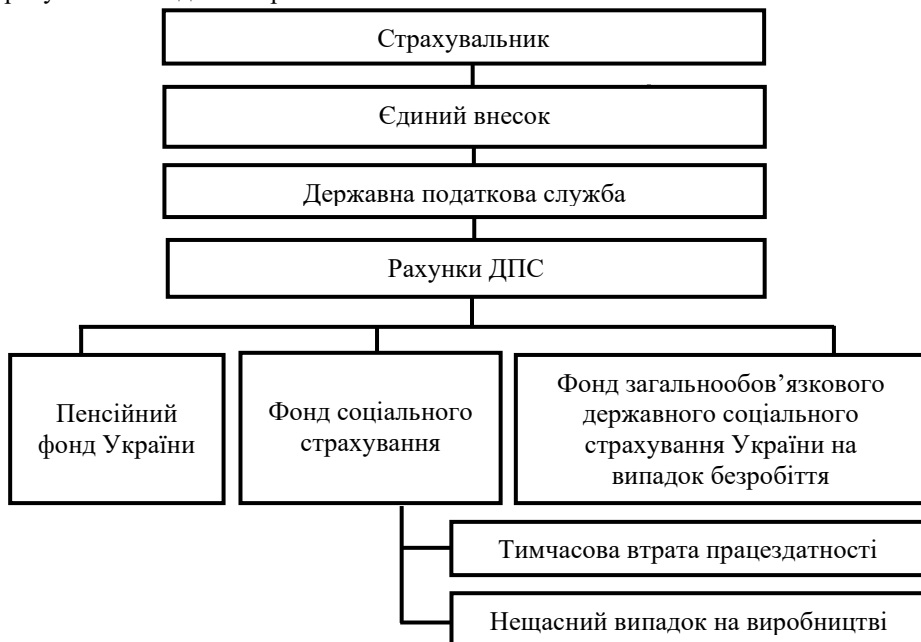 Страхувальник
Єдиний внесок
Державна податкова служба
Рахунки ДПС
Пенсійний
фонд України
Фонд соціального
страхування
Фонд загальнообов’язкового
державного соціального
страхування України на
випадок безробіття
Тимчасова втрата працездатності
Нещасний випадок на виробництві